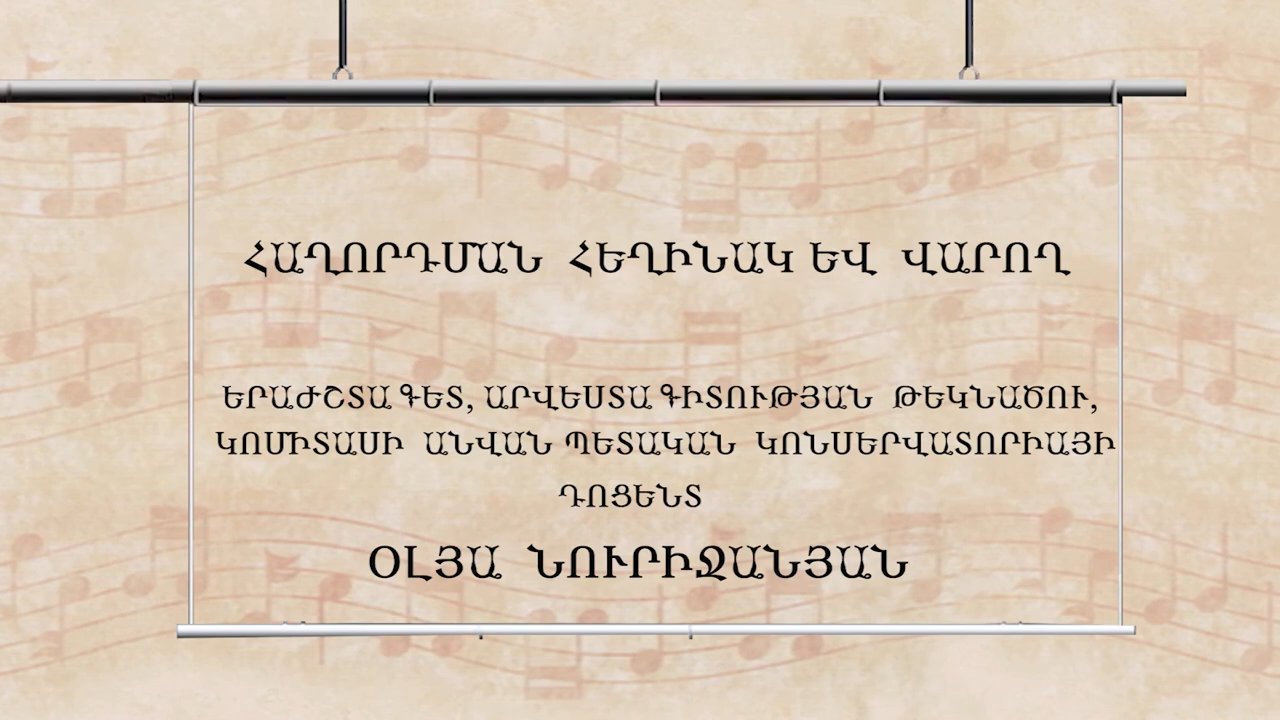 ՀԱՂՈՐԴՄԱՆ ՀԵՂԻՆԱԿ ԵՎ ՎԱՐՈՂ
ԵՐԱԺՇՏԱԳԵՏ, ԱՐՎԵՍՏԱԳԻՏՈՒԹՅԱՆ ԹԵԿՆԱԾՈՒ,
ԿՈՄԻՏԱՍԻ ԱՆՎԱՆ ՊԵՏԱԿԱՆ ԿՈՆՍԵՐՎԱՏՈՐԻԱՅԻ
ԴՈՑԵՆՏ
ՕԼՅԱ ՆՈՒՐԻՋԱՆՅԱՆ